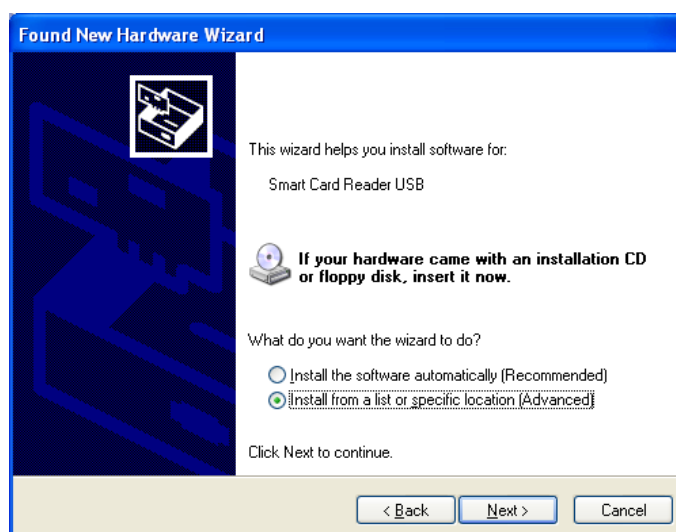 Found New Hardware Wizard
This wizard helps you install software for:
Smart Card Reader USB
If your hardware came with an installation CD
or floppy disk, insert it now.
What do you want the wizard to do?
Install the software automatically (Recommended)
Install from a list or specific location (Advanced)
Click Next to continue.
< Back Next > Cancel